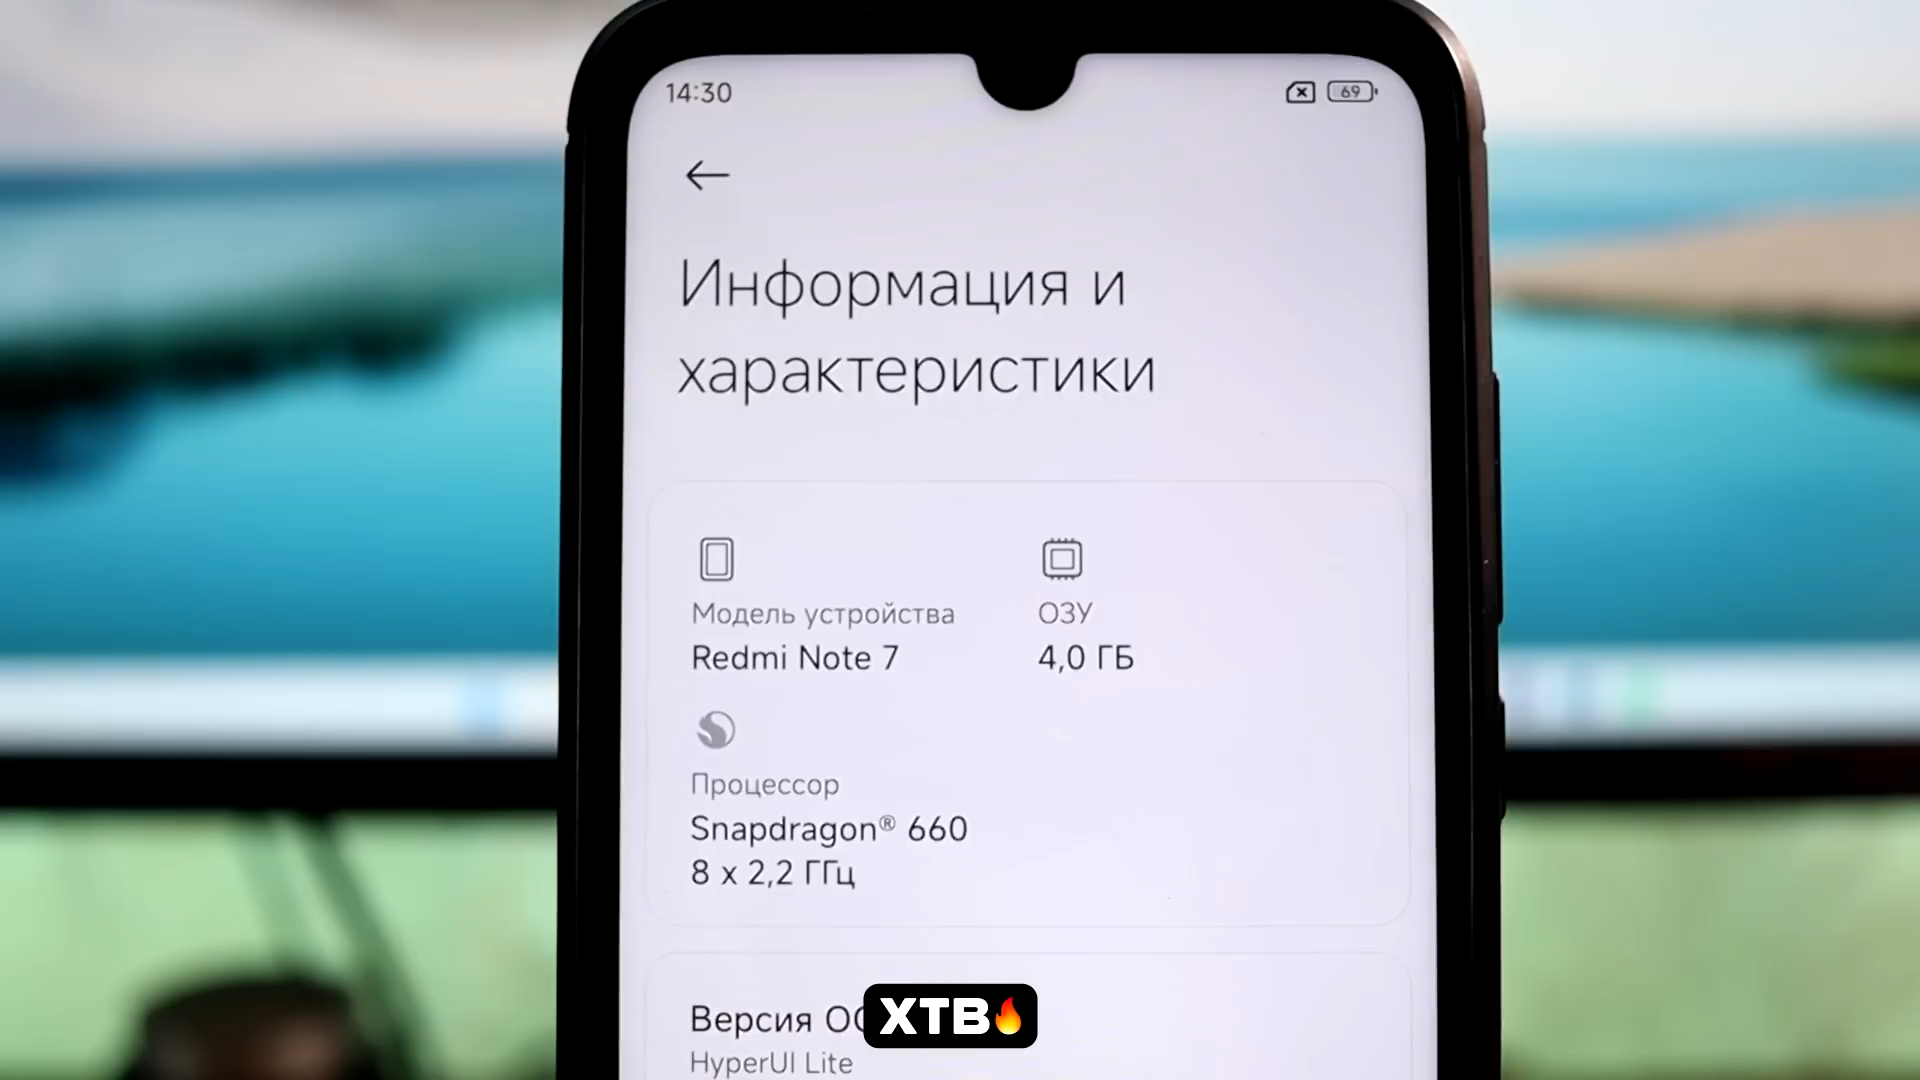 14:30
69
Информация и
характеристики
Модель устройства
Redmi Note 7
ОЗУ
4,0 ГБ
Процессор
Snapdragon® 660
8 x 2,2 ГГц
Версия ОС
HyperUI Lite
XTB🔥